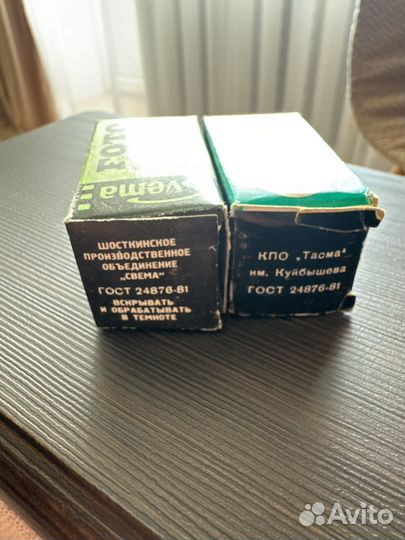 ФОТО
Svema
ШОСТКИНСКОЕ
ПРОИЗВОДСТВЕННОЕ
ОБЪЕДИНЕНИЕ
„СВЕМА"
ГОСТ 24876-81
ВСКРЫВАТЬ
И ОБРАБАТЫВАТЬ
В ТЕМНОТЕ
КПО „Тасма"
им. Куйбышева
ГОСТ 24876-81
Avito